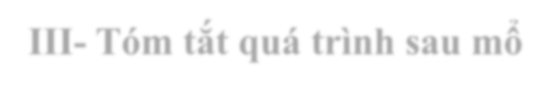 III- Tóm tắt quá trình sau mổ